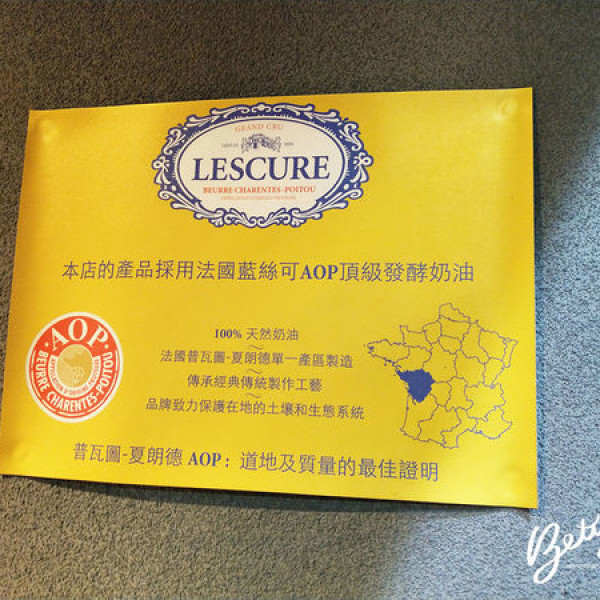 GRAND CRU
DEPUIS 1884
LESCURE
BEURRE CHARENTES-POITOU
本店的產品採用法國藍絲可AOP頂級發酵奶油
100% 天然奶油
~
法國普瓦圖-夏朗德單一產區製造
~
傳承經典傳統製作工藝
~
品牌致力保護在地的土壤和生態系統
AOP
BEURRE CHARENTES-POITOU
普瓦圖-夏朗德 AOP：道地及質量的最佳證明